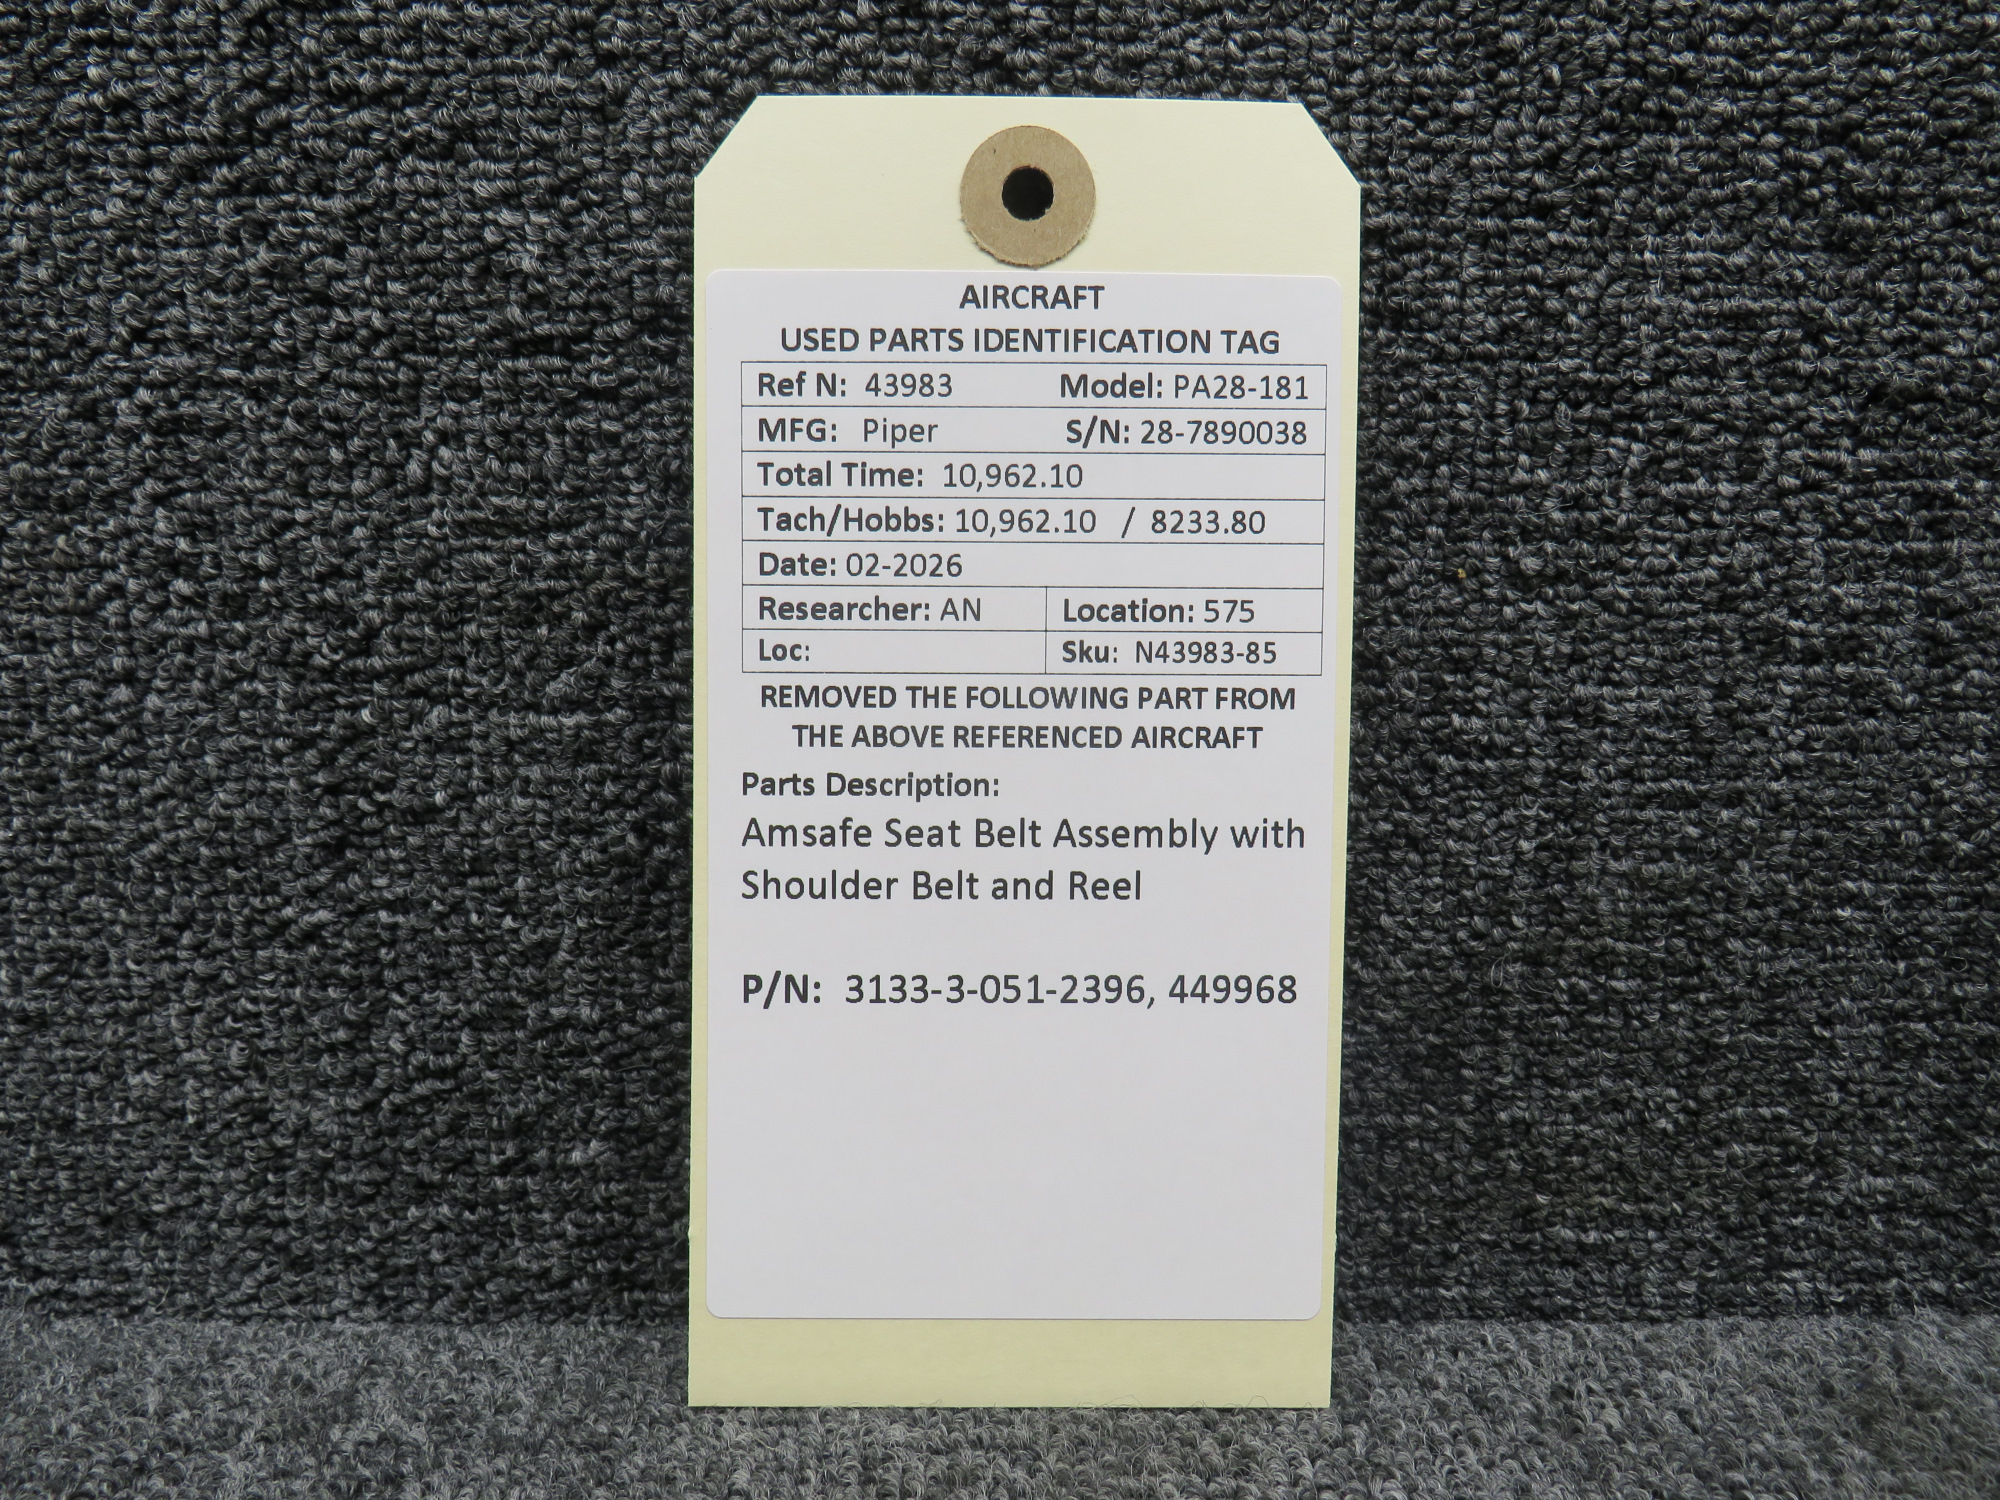 AIRCRAFT
USED PARTS IDENTIFICATION TAG
Ref N: 43983 Model: PA28-181
MFG: Piper S/N: 28-7890038
Total Time: 10,962.10
Tach/Hobbs: 10,962.10 / 8233.80
Date: 02-2026
Researcher: AN Location: 575
Loc: Sku: N43983-85
REMOVED THE FOLLOWING PART FROM
THE ABOVE REFERENCED AIRCRAFT
Parts Description:
Amsafe Seat Belt Assembly with
Shoulder Belt and Reel
P/N: 3133-3-051-2396, 449968